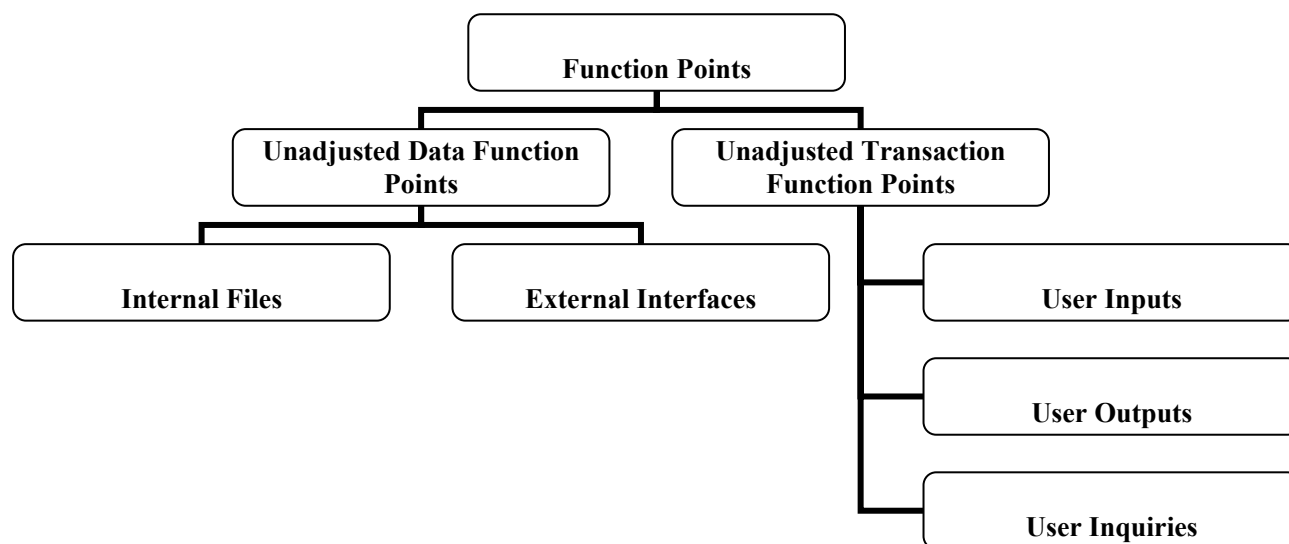 Function Points
Unadjusted Data Function
Points
Unadjusted Transaction
Function Points
Internal Files
External Interfaces
User Inputs
User Outputs
User Inquiries